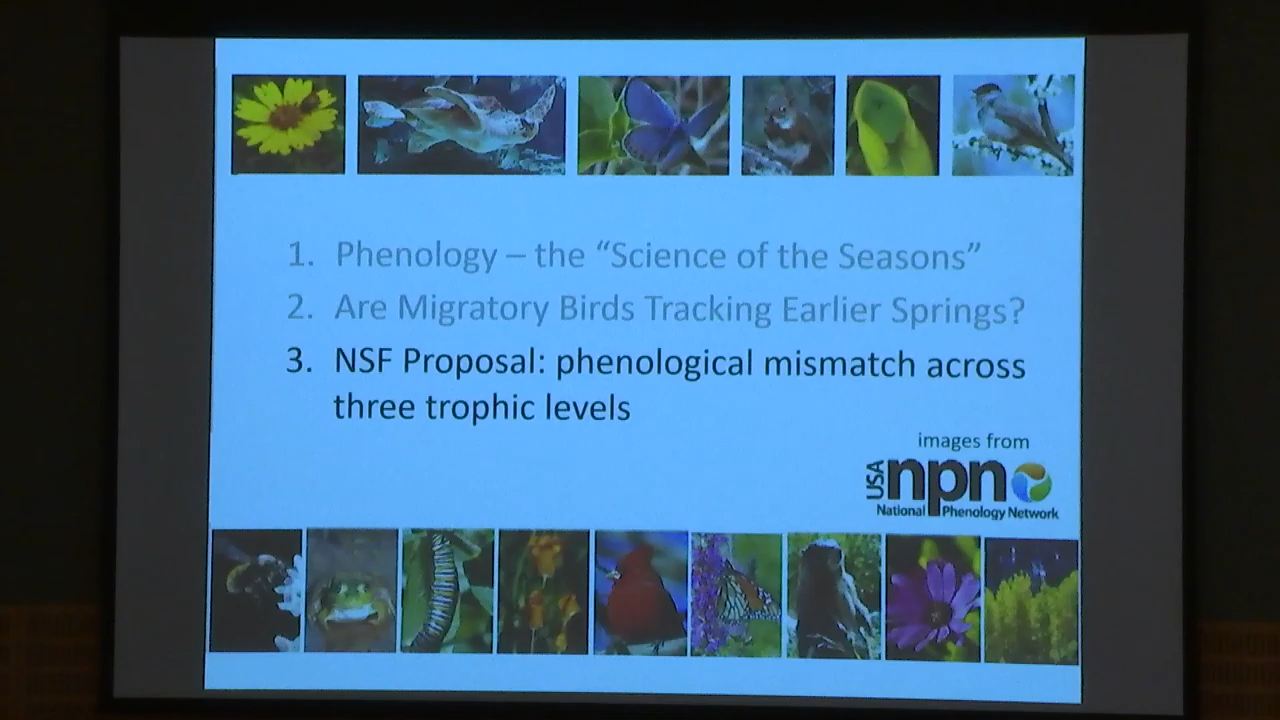 1. Phenology – the “Science of the Seasons”
2. Are Migratory Birds Tracking Earlier Springs?
3. NSF Proposal: phenological mismatch across
three trophic levels
images from
USA npn
National Phenology Network